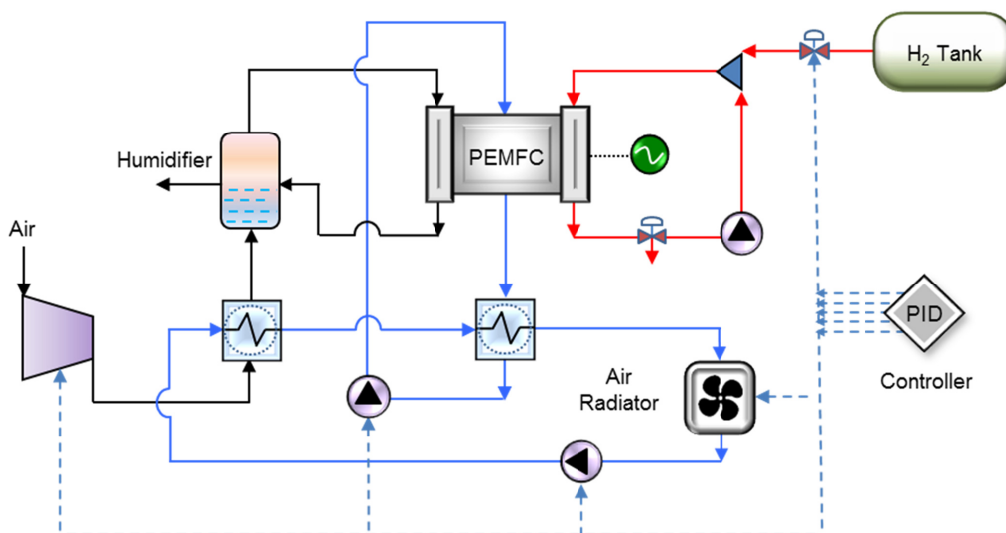 H₂ Tank
Humidifier
PEMFC
Air
PID
Air
Radiator
Controller